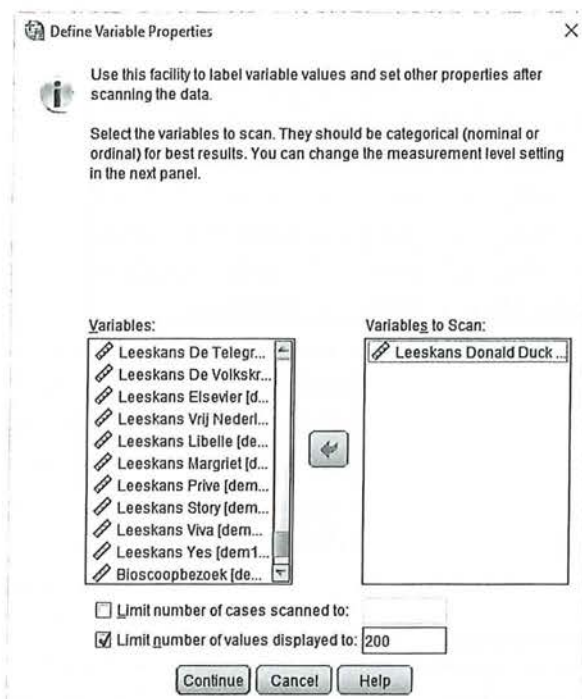 Define Variable Properties
Use this facility to label variable values and set other properties after
scanning the data.
Select the variables to scan. They should be categorical (nominal or
ordinal) for best results. You can change the measurement level setting
in the next panel.
Variables:
Leeskans De Telegr...
Leeskans De Volkskr...
Leeskans Elsevier [d...
Leeskans Vrij Nederl...
Leeskans Libelle [de...
Leeskans Margriet [d...
Leeskans Prive [dem...
Leeskans Story [dem...
Leeskans Viva [dem...
Leeskans Yes [dem1...
Bioscoopbezoek [de...
Variables to Scan:
Leeskans Donald Duck ...
Limit number of cases scanned to:
Limit number of values displayed to: 200
Continue Cancel Help